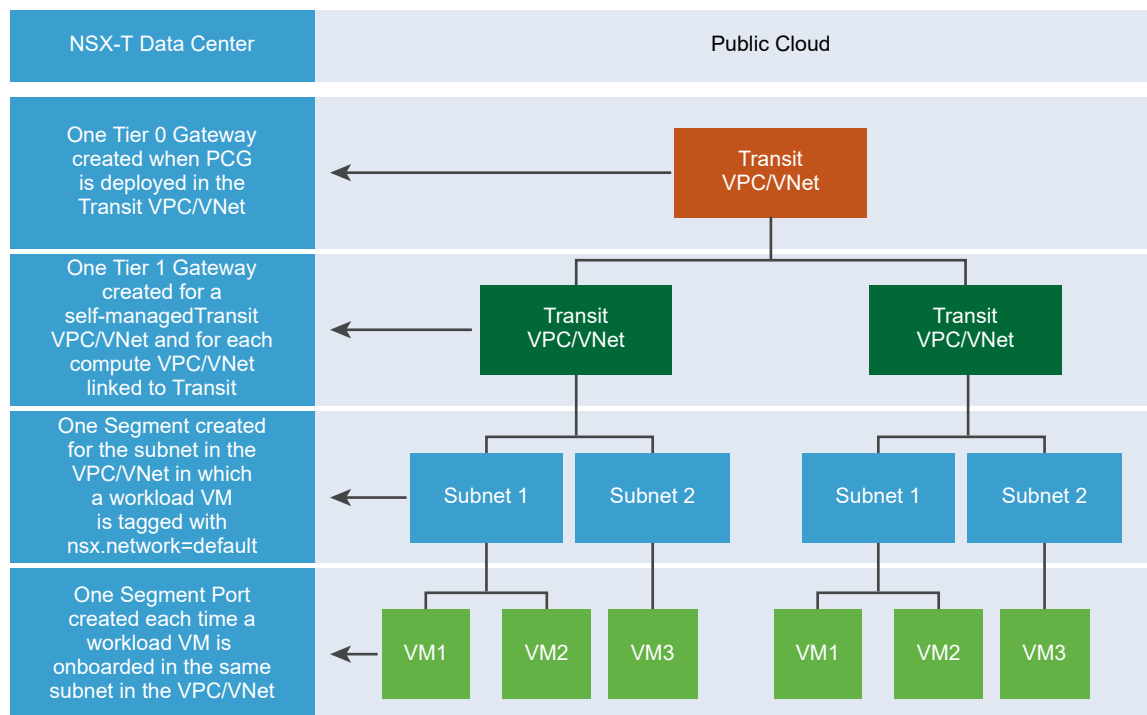 NSX-T Data Center
Public Cloud
One Tier 0 Gateway
created when PCG
is deployed in the
Transit VPC/VNet
Transit
VPC/VNet
One Tier 1 Gateway
created for a
self-managedTransit
VPC/VNet and for each
compute VPC/VNet
linked to Transit
Transit
VPC/VNet
Transit
VPC/VNet
One Segment created
for the subnet in the
VPC/VNet in which
a workload VM
is tagged with
nsx.network=default
Subnet 1
Subnet 2
Subnet 1
Subnet 2
One Segment Port
created each time a
workload VM is
onboarded in the same
subnet in the VPC/VNet
VM1
VM2
VM3
VM1
VM2
VM3